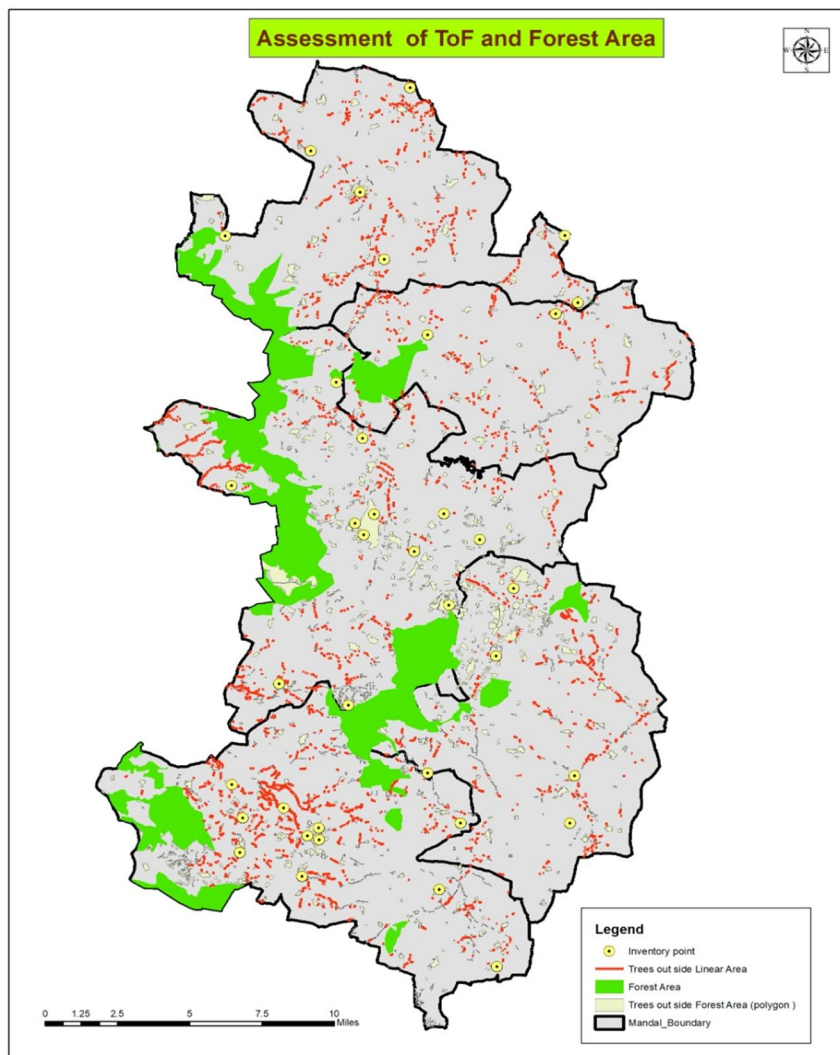 Assessment of ToF and Forest Area
N
W E
S
Legend
Inventory point
Trees out side Linear Area
Forest Area
Trees out side Forest Area (polygon )
Mandal_Boundary
0 1.25 2.5 5 7.5 10
Miles